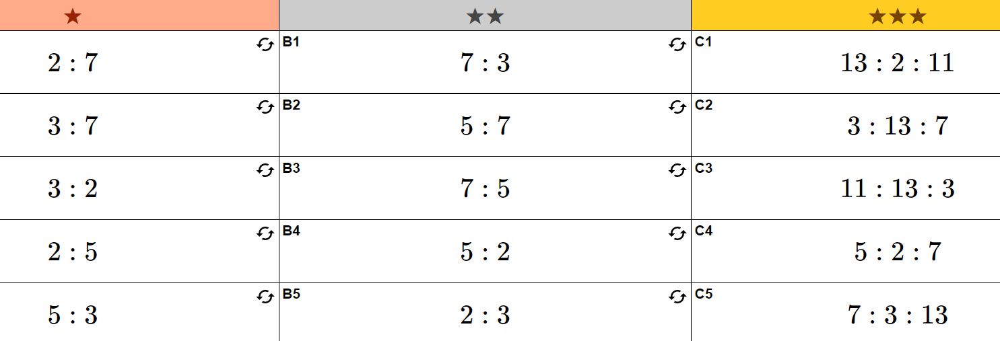 ★ ★★ ★★★
2 : 7 B1 7 : 3 C1 13 : 2 : 11
3 : 7 B2 5 : 7 C2 3 : 13 : 7
3 : 2 B3 7 : 5 C3 11 : 13 : 3
2 : 5 B4 5 : 2 C4 5 : 2 : 7
5 : 3 B5 2 : 3 C5 7 : 3 : 13